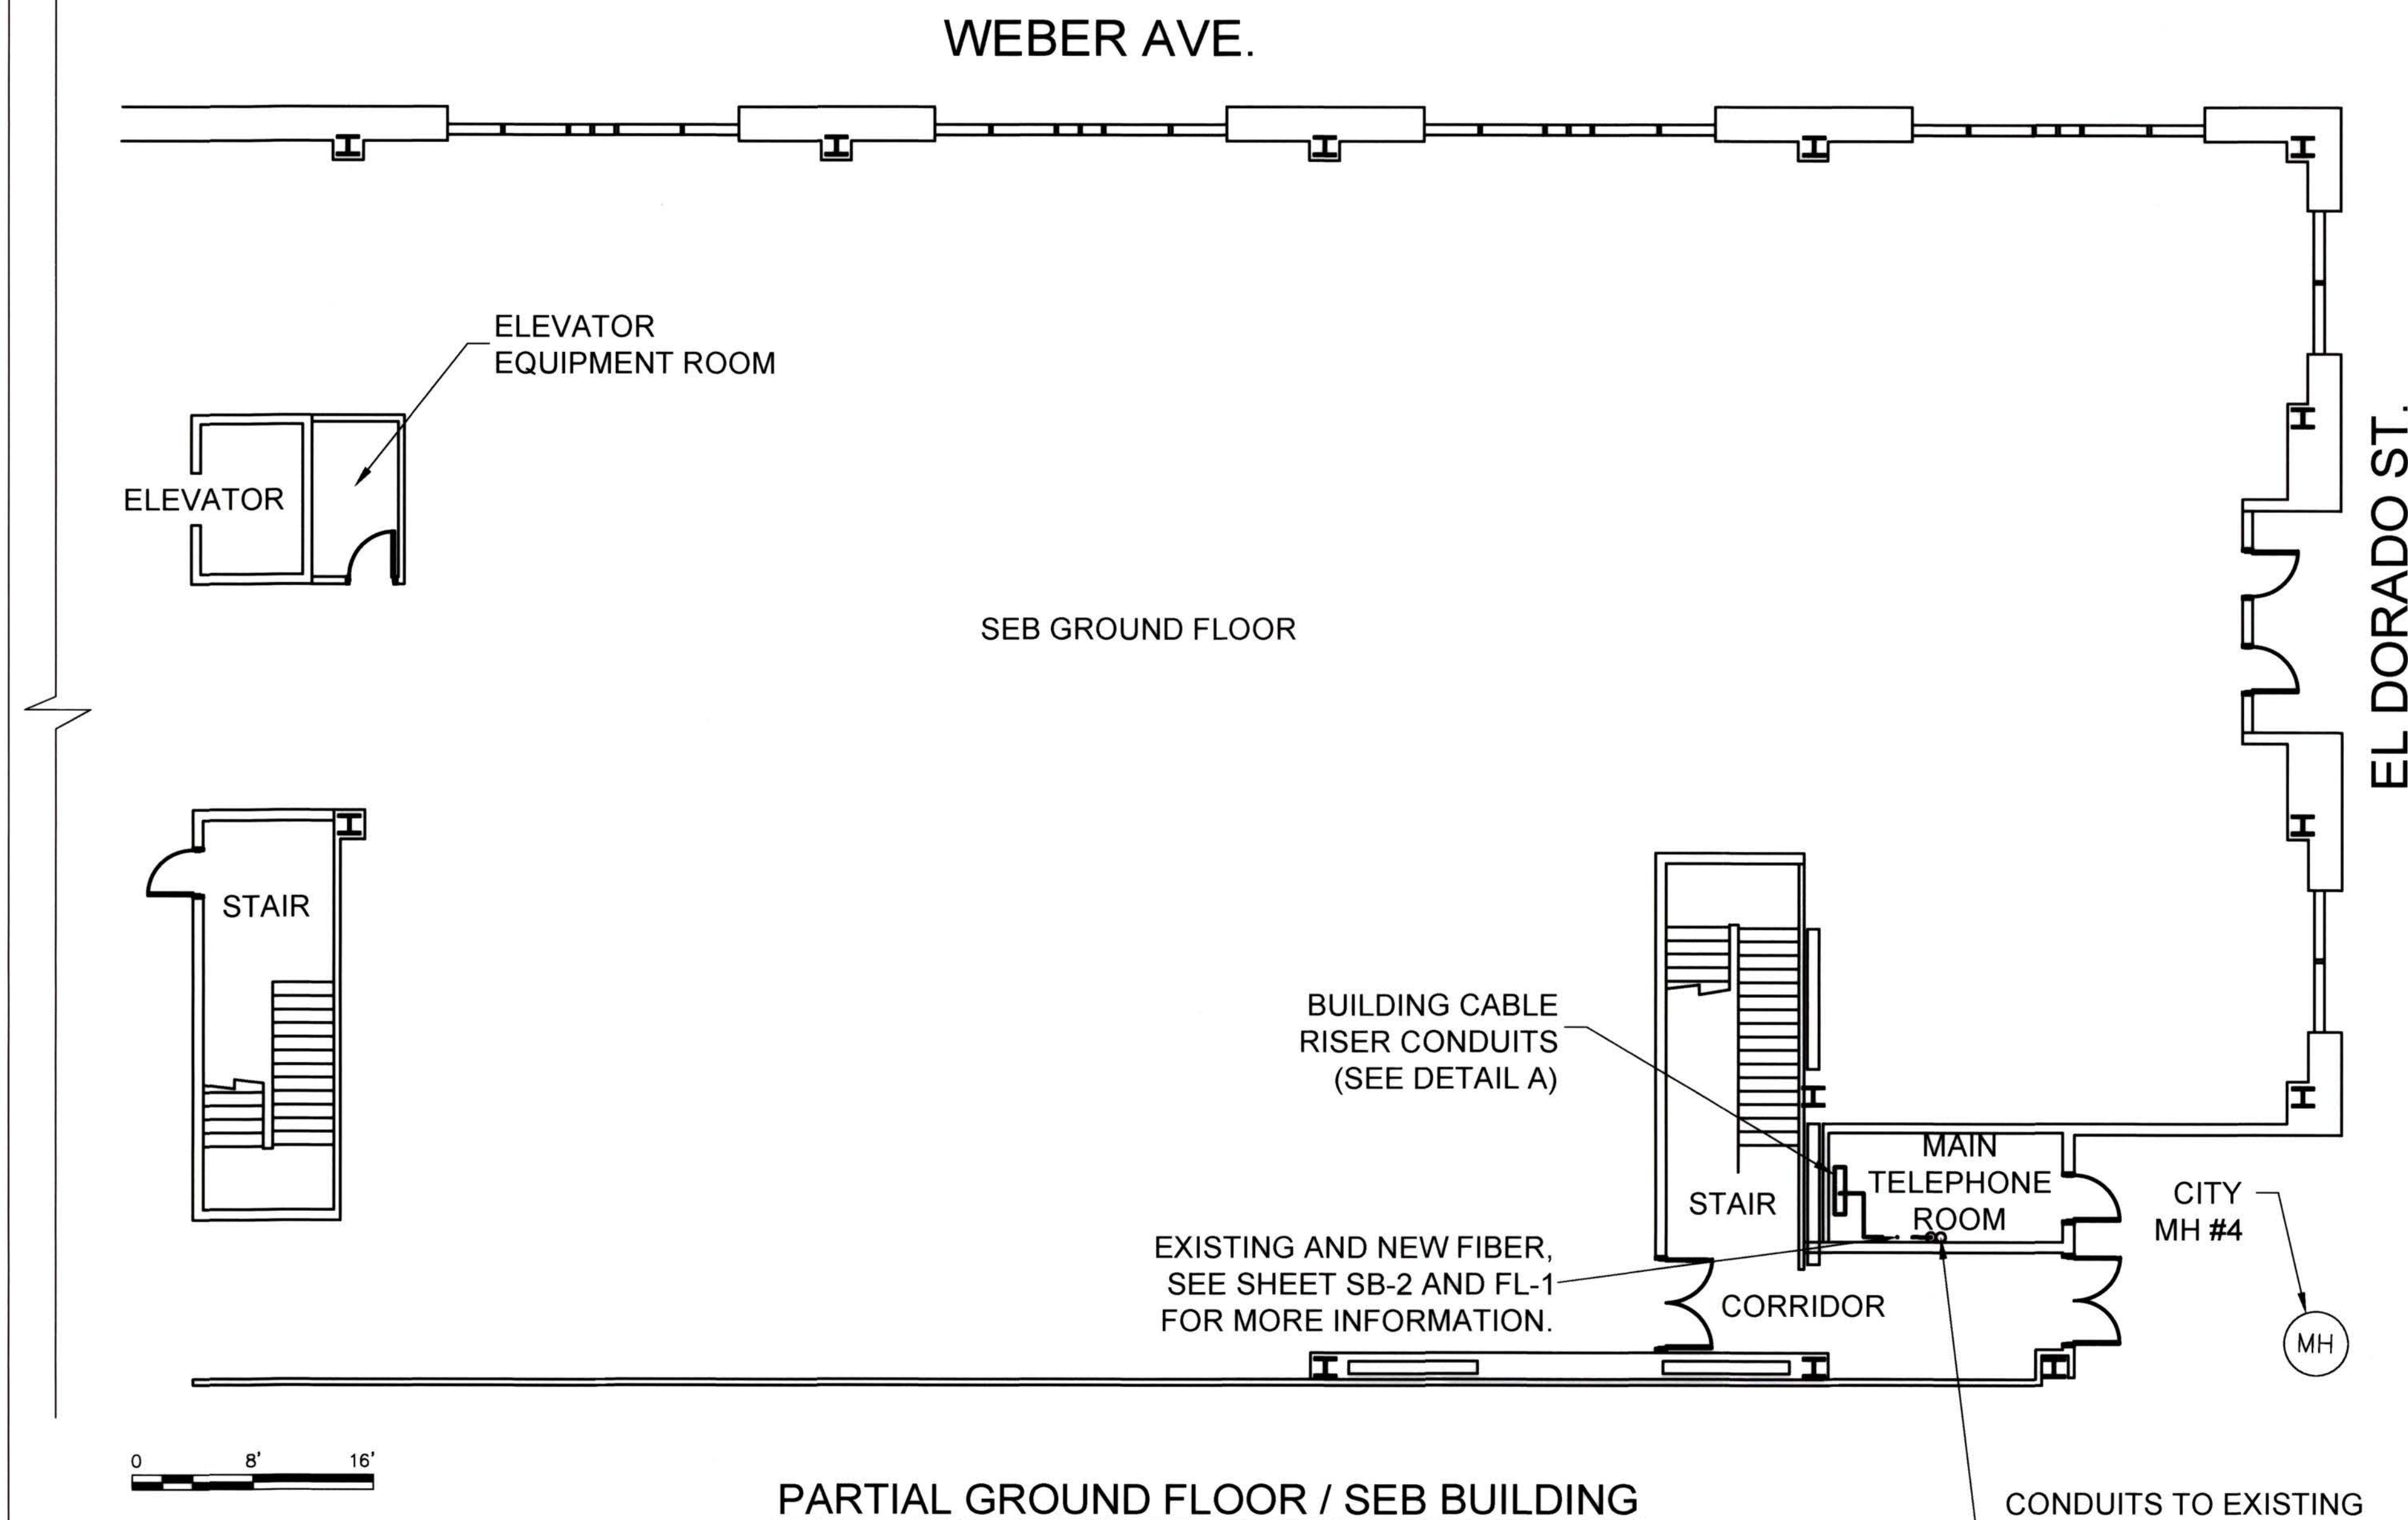 WEBER AVE.
ELEVATOR
EQUIPMENT ROOM
ELEVATOR
SEB GROUND FLOOR
EL DORADO ST.
STAIR
BUILDING CABLE
RISER CONDUITS
(SEE DETAIL A)
MAIN
TELEPHONE
ROOM
STAIR
CITY
MH #4
EXISTING AND NEW FIBER,
SEE SHEET SB-2 AND FL-1
FOR MORE INFORMATION.
CORRIDOR
MH
0 8' 16'
PARTIAL GROUND FLOOR / SEB BUILDING
CONDUITS TO EXISTING